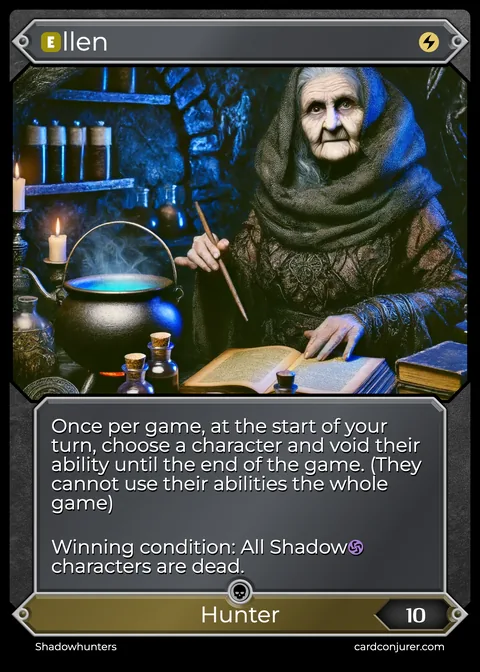 Ellen
Once per game, at the start of your
turn, choose a character and void their
ability until the end of the game. (They
cannot use their abilities the whole
game)
Winning condition: All Shadow
characters are dead.
Hunter
10
Shadowhunters
cardconjurer.com